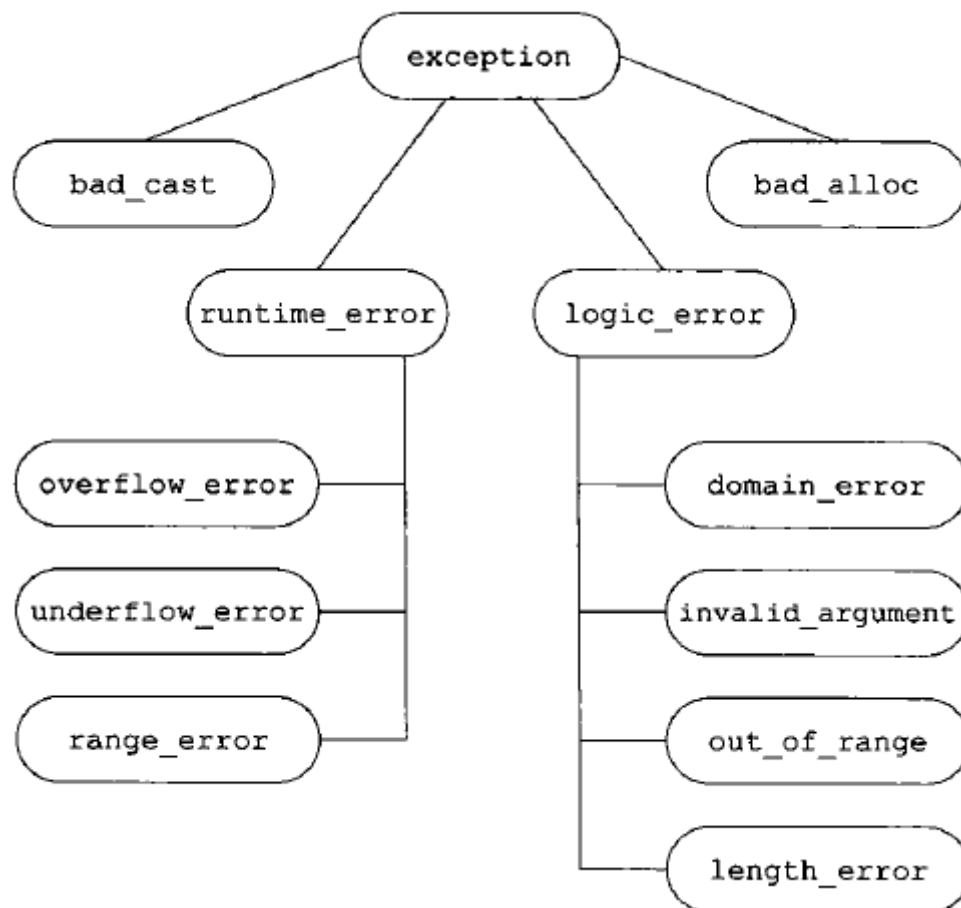 exception
bad_cast
bad_alloc
runtime_error
logic_error
overflow_error
domain_error
underflow_error
invalid_argument
range_error
out_of_range
length_error